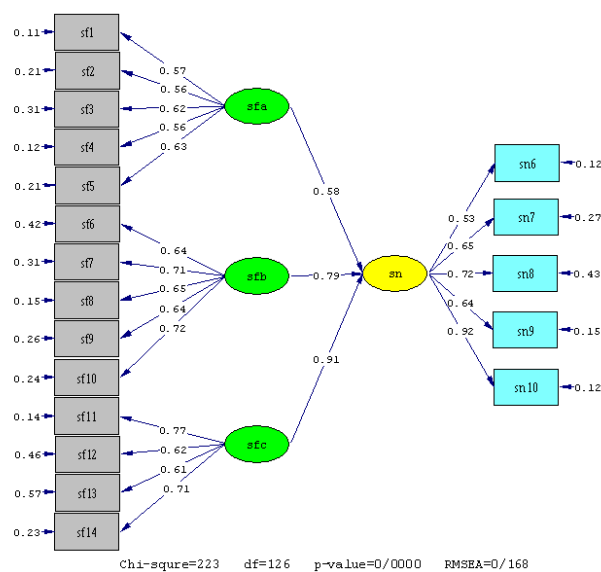 0.11 sf1
0.21 sf2
0.31 sf3
0.12 sf4
0.21 sf5
0.42 sf6
0.31 sf7
0.15 sf8
0.26 sf9
0.24 sf10
0.14 sf11
0.46 sf12
0.57 sf13
0.23 sf14
0.57
0.56
0.62
0.56
0.63
0.64
0.71
0.65
0.64
0.72
0.77
0.62
0.61
0.71
sfa
sfb
sfc
0.58
0.79
0.91
sn
0.53
0.65
0.72
0.64
0.92
sn6 0.12
sn7 0.27
sn8 0.43
sn9 0.15
sn10 0.12
Chi-squre=223 df=126 p-value=0/0000 RMSEA=0/168